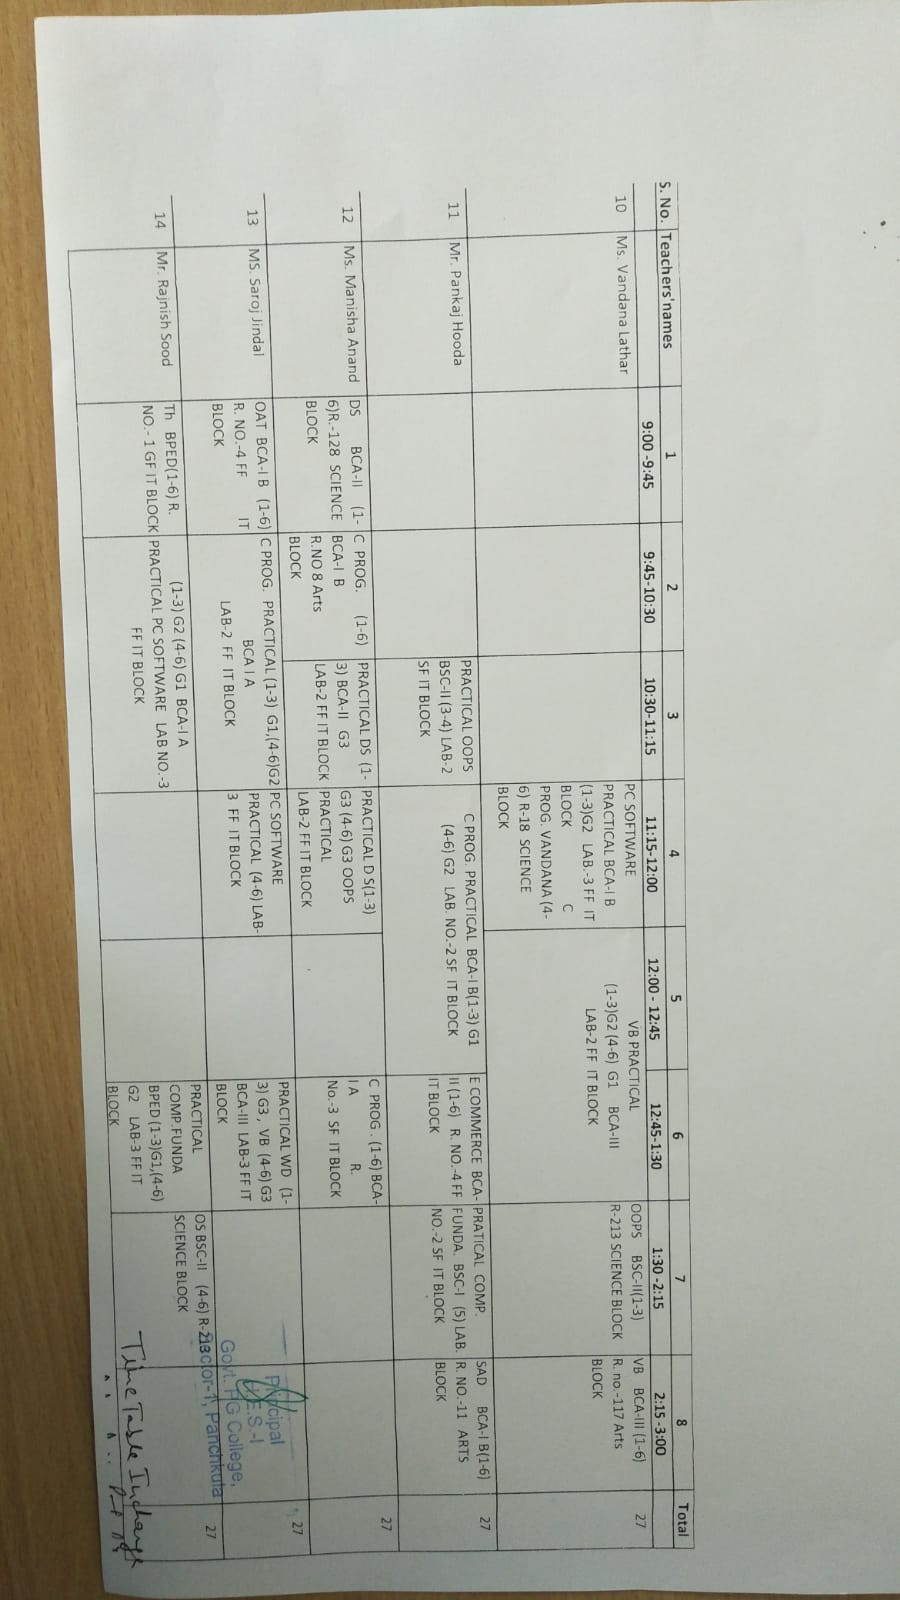 S. No. Teachers'names 1 2 3 4 5 6 7 8 Total
9:00 -9:45 9:45-10:30 10:30-11:15 11:15-12:00 12:00 - 12:45 12:45-1:30 1:30 -2:15 2:15 -3:00
10 Ms. Vandana Lathar
PC SOFTWARE
PRACTICAL BCA-I B
(1-3)G2 LAB.-3 FF IT
BLOCK C
PROG. VANDANA (4-
6) R-18 SCIENCE
BLOCK
VB PRACTICAL
(1-3)G2 (4-6) G1 BCA-III
LAB-2 FF IT BLOCK
OOPS BSC-II(1-3)
R-213 SCIENCE BLOCK
VB BCA-III (1-6)
R. no.-117 Arts
BLOCK
27
11 Mr. Pankaj Hooda
PRACTICAL OOPS
BSC-II (3-4) LAB-2
SF IT BLOCK
C PROG. PRACTICAL BCA-I B(1-3) G1
(4-6) G2 LAB. NO.-2 SF IT BLOCK
E COMMERCE BCA-
II (1-6) R. NO.-4 FF
IT BLOCK
PRATICAL COMP.
FUNDA. BSC-I (5) LAB.
NO.-2 SF IT BLOCK
SAD BCA-I B(1-6)
R. NO.-11 ARTS
BLOCK
27
12 Ms. Manisha Anand
DS BCA-II (1-
6)R.-128 SCIENCE
BLOCK
C PROG. (1-6)
BCA-I B
R.NO 8 Arts
BLOCK
PRACTICAL DS (1-
3) BCA-II G3
LAB-2 FF IT BLOCK
PRACTICAL D S(1-3)
G3 (4-6) G3 OOPS
PRACTICAL
LAB-2 FF IT BLOCK
C PROG . (1-6) BCA-
I A R.
No.-3 SF IT BLOCK
27
13 MS. Saroj Jindal
OAT BCA-I B (1-6)
R. NO.-4 FF IT
BLOCK
C PROG. PRACTICAL (1-3) G1,(4-6)G2
BCA I A
LAB-2 FF IT BLOCK
PC SOFTWARE
PRACTICAL (4-6) LAB-
3 FF IT BLOCK
PRACTICAL WD (1-
3) G3 , VB (4-6) G3
BCA-III LAB-3 FF IT
BLOCK
27
14 Mr. Rajnish Sood
Th BPED(1-6) R.
NO.- 1 GF IT BLOCK
(1-3) G2 (4-6) G1 BCA-I A
PRACTICAL PC SOFTWARE LAB NO.-3
FF IT BLOCK
PRACTICAL
COMP.FUNDA
BPED (1-3)G1,(4-6)
G2 LAB-3 FF IT
BLOCK
OS BSC-II (4-6) R-213
SCIENCE BLOCK
27
Principal
H.E.S.-I
Govt. PG College,
Sector-1, Panchkula
Time Table Incharge